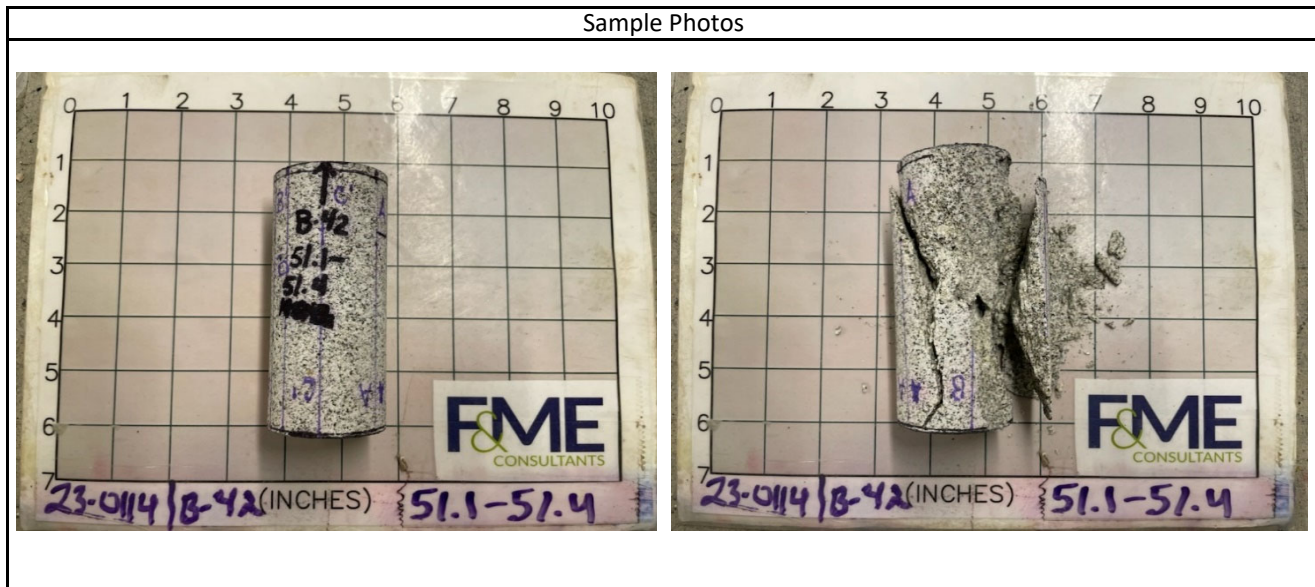 Sample Photos
0 1 2 3 4 5 6 7 8 9 10
1
2
3
4
5
6
7
B' C' A
B-42
51.1-
51.4
C'
F&ME
CONSULTANTS
23-0114 | B-42 (INCHES) 51.1-51.4
0 1 2 3 4 5 6 7 8 9 10
1
2
3
4
5
6
7
A
B
F&ME
CONSULTANTS
23-0114 | B-42 (INCHES) 51.1-51.4